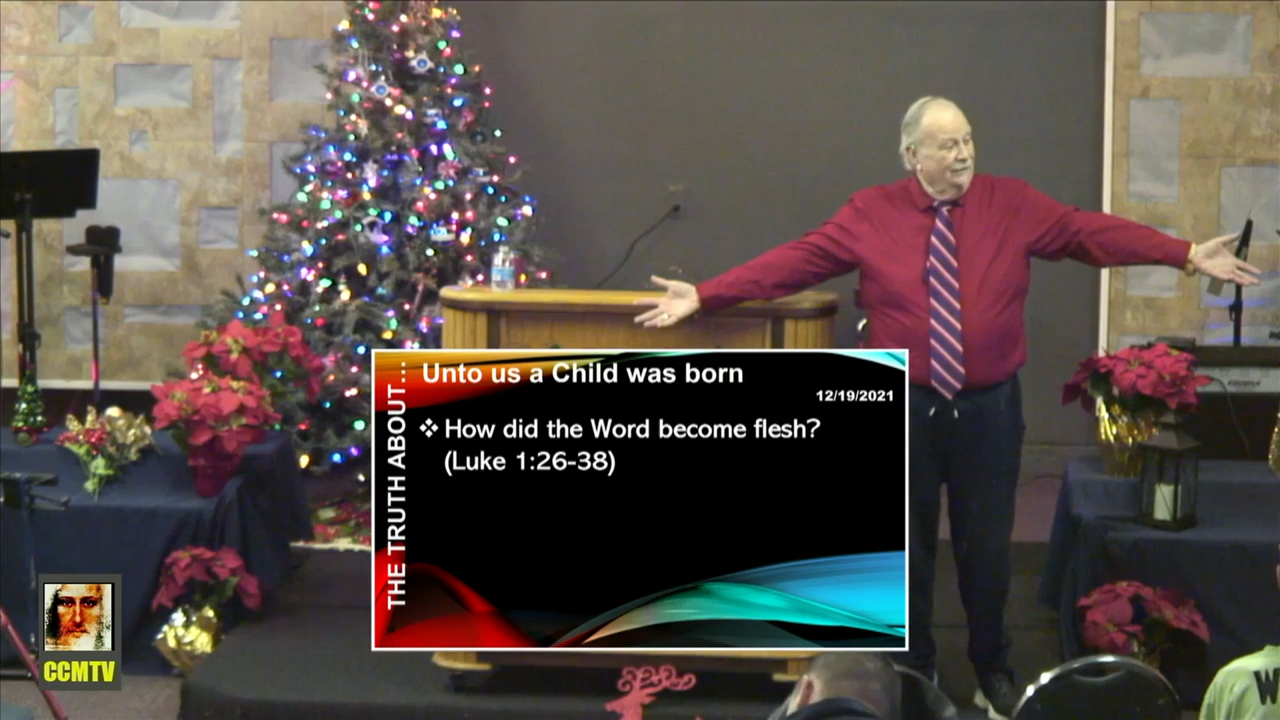 THE TRUTH ABOUT...
Unto us a Child was born
12/19/2021
❖ How did the Word become flesh?
(Luke 1:26-38)
CCMTV
W